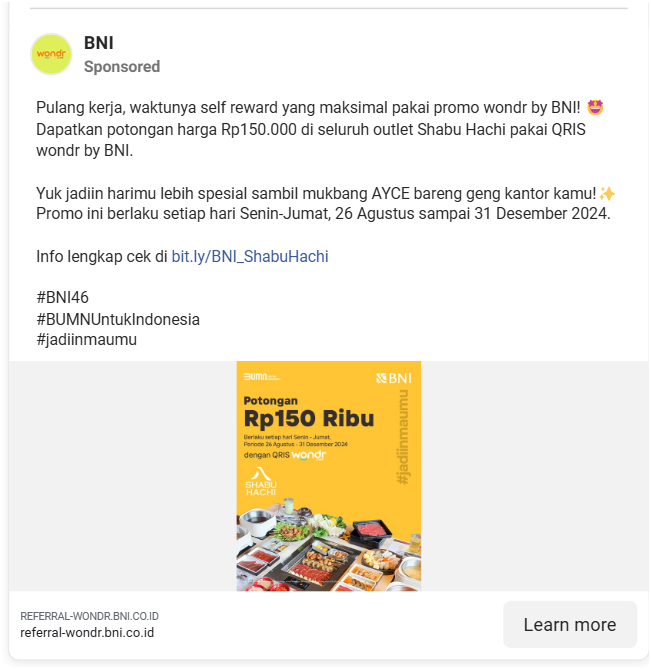 wondr
BNI
Sponsored
Pulang kerja, waktunya self reward yang maksimal pakai promo wondr by BNI! 🤩
Dapatkan potongan harga Rp150.000 di seluruh outlet Shabu Hachi pakai QRIS
wondr by BNI.
Yuk jadiin harimu lebih spesial sambil mukbang AYCE bareng geng kantor kamu!✨
Promo ini berlaku setiap hari Senin-Jumat, 26 Agustus sampai 31 Desember 2024.
Info lengkap cek di bit.ly/BNI_ShabuHachi
#BNI46
#BUMNUntukIndonesia
#jadiinmaumu
BUMN
BNI
Potongan
Rp150 Ribu
Berlaku setiap hari Senin - Jumat,
Periode 26 Agustus - 31 Desember 2024
dengan QRIS wondr
#jadiinmaumu
SHABU
HACHI
REFERRAL-WONDR.BNI.CO.ID
referral-wondr.bni.co.id
Learn more